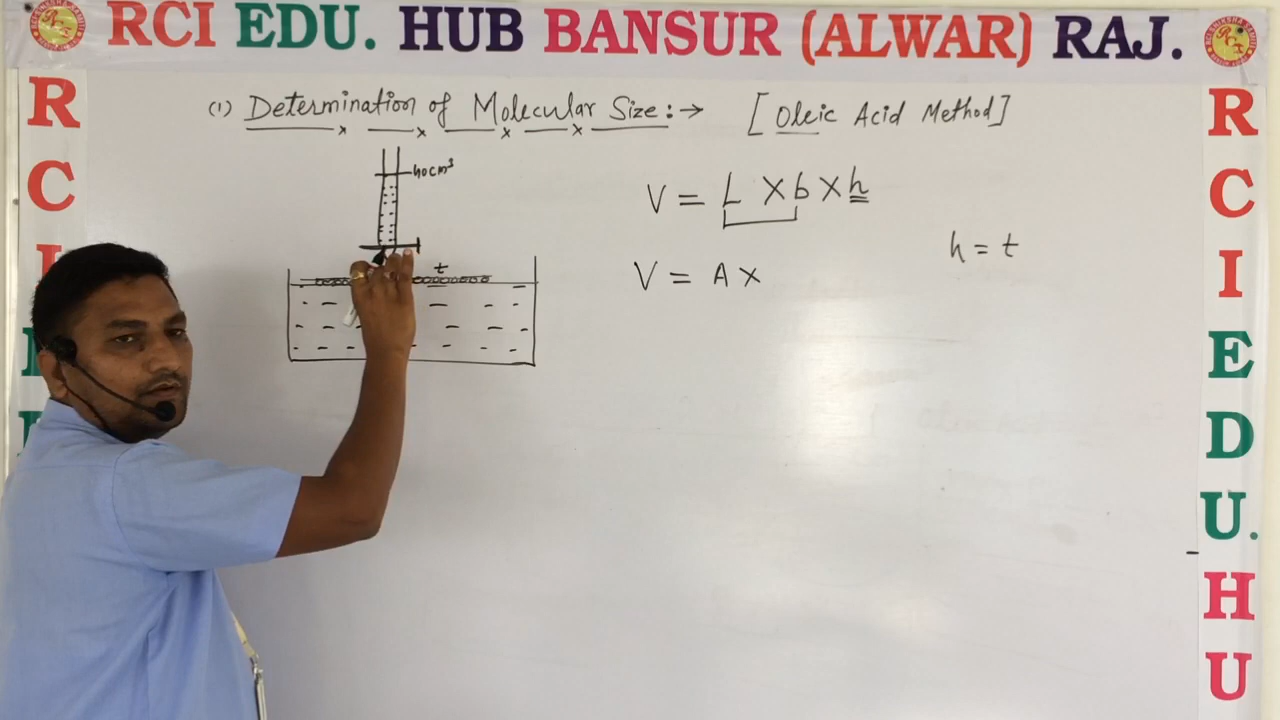 RCI EDU. HUB BANSUR (ALWAR) RAJ.
R
C
I
(1) Determination of Molecular Size:→ [Oleic Acid Method]
40cm³
V = L × b × h
h = t
t
V = A ×
R
C
I
E
D
U.
H
U